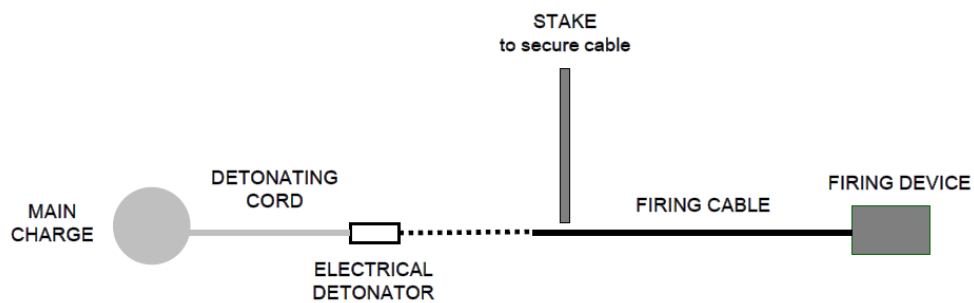 STAKE
to secure cable
DETONATING
CORD
FIRING DEVICE
MAIN
CHARGE
FIRING CABLE
ELECTRICAL
DETONATOR